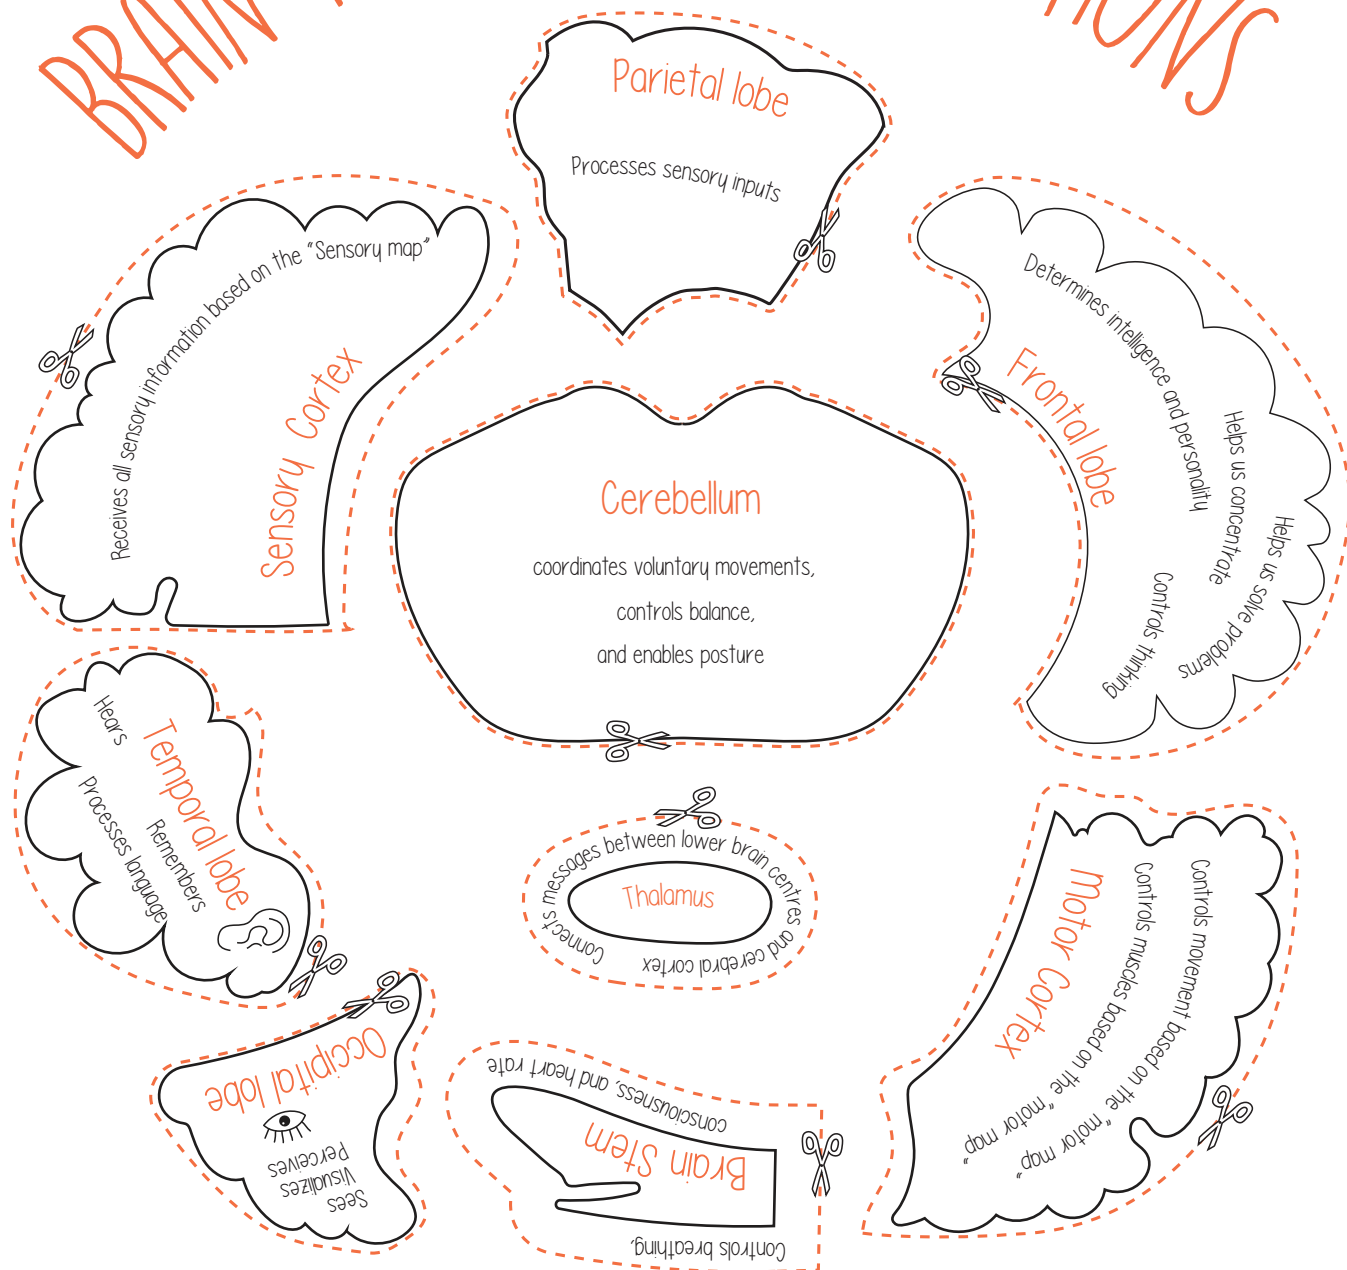 BRAIN
IONS
Parietal lobe
Processes sensory inputs
Receives all sensory information based on the “Sensory map”
Sensory Cortex
Determines intelligence and personality
Frontal lobe
Helps us concentrate
Helps us solve problems
Controls thinking
Cerebellum
coordinates voluntary movements,
controls balance,
and enables posture
Hears
Temporal lobe
Remembers
Processes language
Connects messages between lower brain centres and cerebral cortex
Thalamus
Motor Cortex
Controls muscles based on the “motor map”
Controls movement based on the “motor map”
Occipital lobe
Sees
Visualizes
Perceives
Brain Stem
Controls breathing,
consciousness, and heart rate